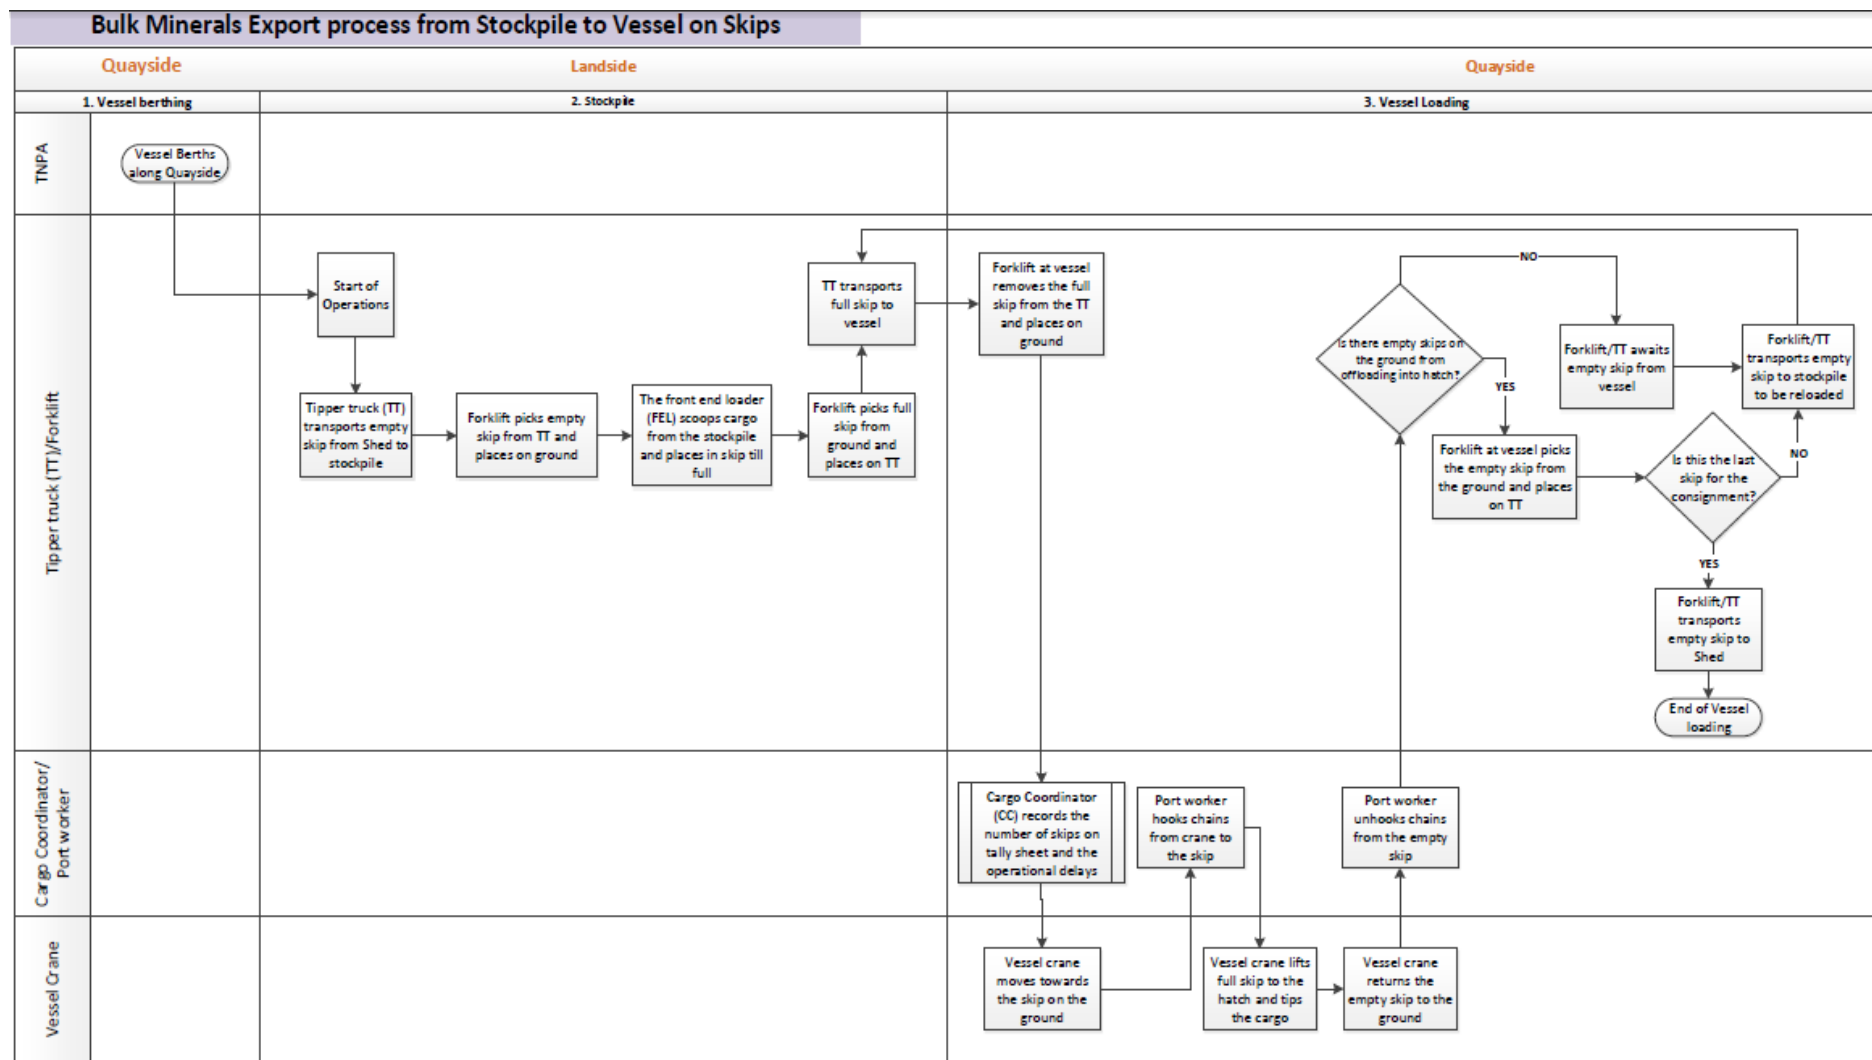 Bulk Minerals Export process from Stockpile to Vessel on Skips
Quayside
Landside
Quayside
1. Vessel berthing
2. Stockpile
3. Vessel Loading
TNPA
Vessel Berths
along Quayside
Tipper truck (TT)/Forklift
Start of
Operations
Tipper truck (TT)
transports empty
skip from Shed to
stockpile
Forklift picks empty
skip from TT and
places on ground
The front end loader
(FEL) scoops cargo
from the stockpile
and places in skip till
full
Forklift picks full
skip from
ground and
places on TT
TT transports
full skip to
vessel
Forklift at vessel
removes the full
skip from the TT
and places on
ground
Is there empty skips on
the ground from
offloading into hatch?
NO
YES
Forklift/TT awaits
empty skip from
vessel
Forklift/TT
transports empty
skip to stockpile
to be reloaded
Forklift at vessel picks
the empty skip from
the ground and places
on TT
Is this the last
skip for the
consignment?
NO
YES
Forklift/TT
transports
empty skip to
Shed
End of Vessel
loading
Cargo Coordinator/
Port worker
Cargo Coordinator
(CC) records the
number of skips on
tally sheet and the
operational delays
Port worker
hooks chains
from crane to
the skip
Port worker
unhooks chains
from the empty
skip
Vessel Crane
Vessel crane
moves towards
the skip on the
ground
Vessel crane lifts
full skip to the
hatch and tips
the cargo
Vessel crane
returns the
empty skip to the
ground